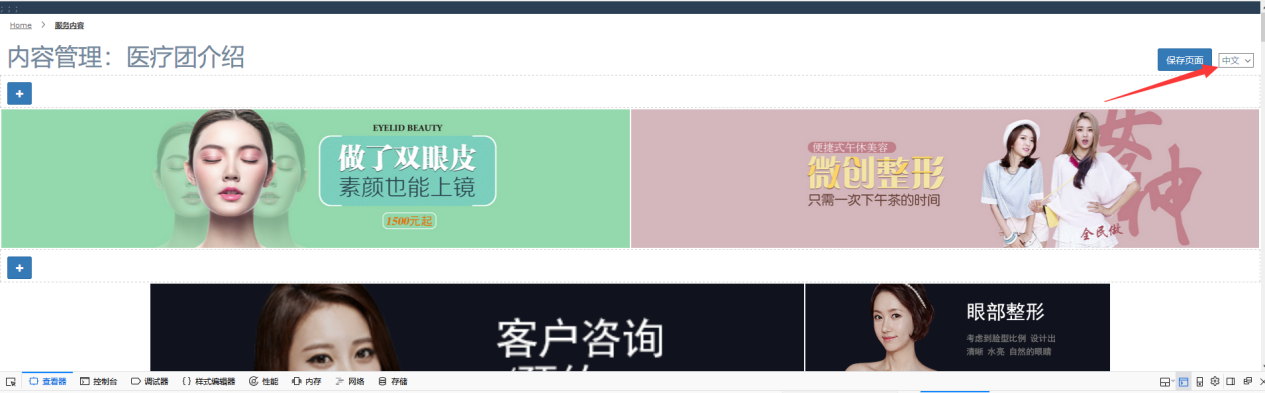 ; ; ;
Home > 服务内容
内容管理：医疗团介绍
保存页面
中文
+
EYELID BEAUTY
做了双眼皮
素颜也能上镜
1500元起
便捷式午休美容
微创整形
只需一次下午茶的时间
全民做
女神
+
客户咨询
眼部整形
考虑到脸型比例 设计出
清晰 水亮 自然的眼睛
查看器
控制台
调试器
{ } 样式编辑器
性能
内存
网络
存储